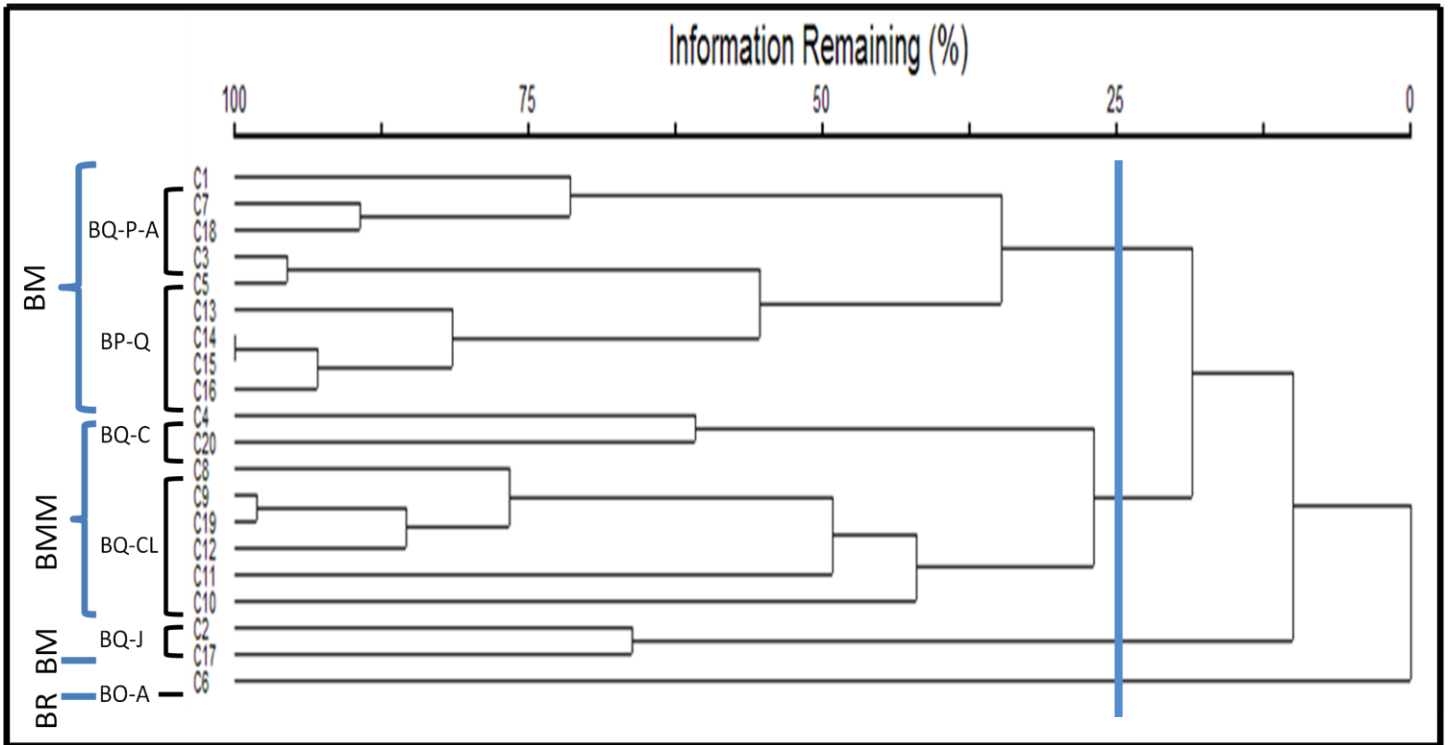 Information Remaining (%)
100 75 50 25 0
C1
C7
C18
C3
C5
C13
C14
C15
C16
C4
C20
C8
C9
C19
C12
C11
C10
C2
C17
C6
BQ-P-A
BP-Q
BQ-C
BQ-CL
BQ-J
BO-A
BM
BMM
BM
BR